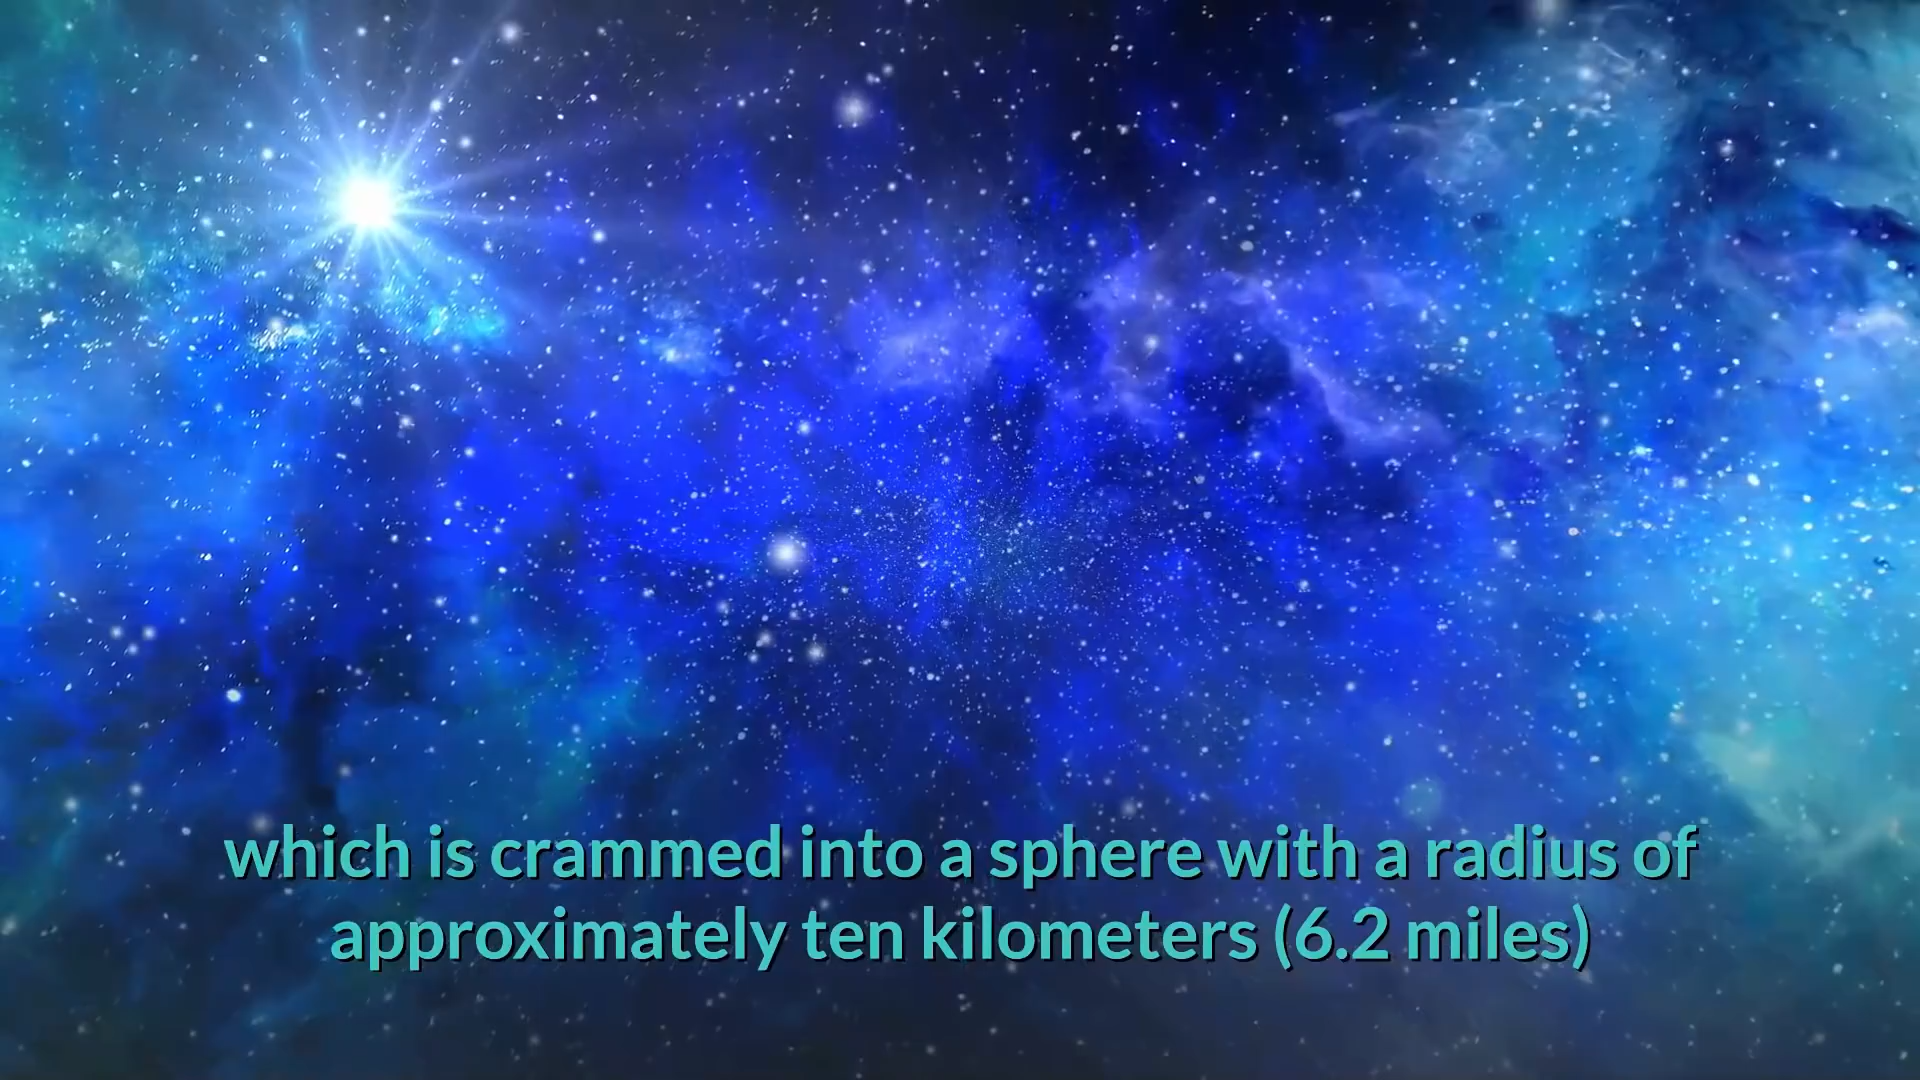 which is crammed into a sphere with a radius of
approximately ten kilometers (6.2 miles)